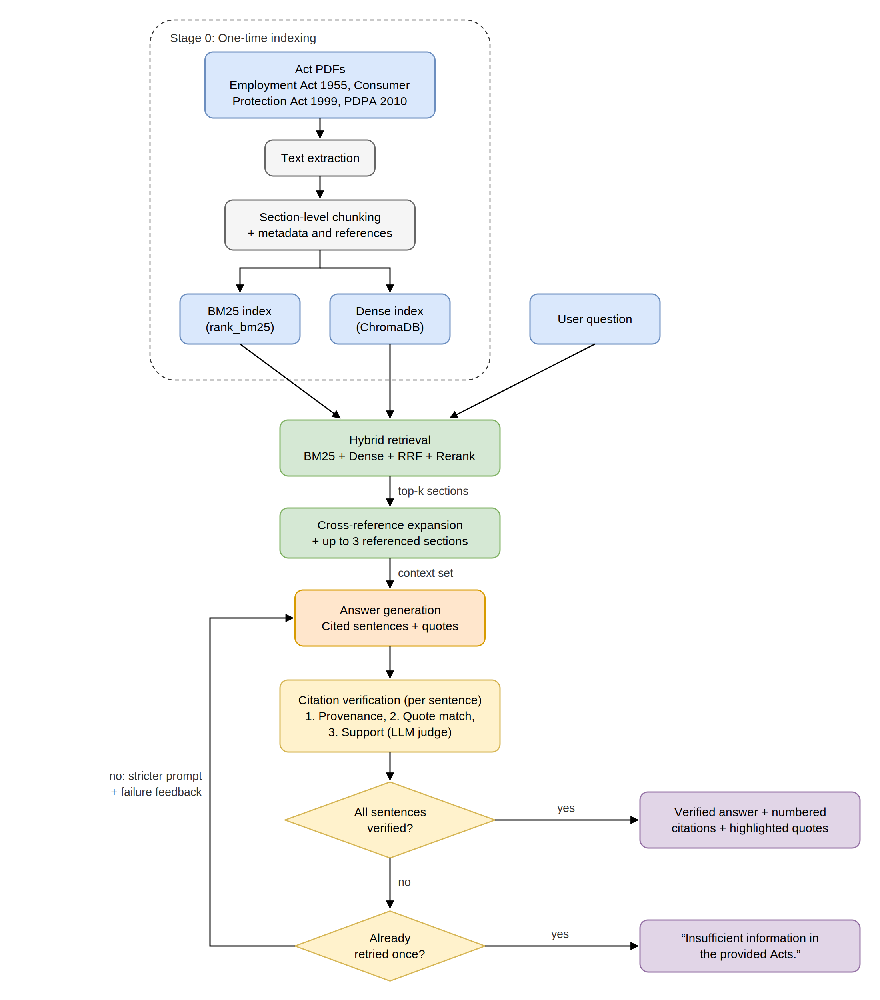 Stage 0: One-time indexing
Act PDFs
Employment Act 1955, Consumer
Protection Act 1999, PDPA 2010
Text extraction
Section-level chunking
+ metadata and references
BM25 index
(rank_bm25)
Dense index
(ChromaDB)
User question
Hybrid retrieval
BM25 + Dense + RRF + Rerank
top-k sections
Cross-reference expansion
+ up to 3 referenced sections
context set
Answer generation
Cited sentences + quotes
Citation verification (per sentence)
1. Provenance, 2. Quote match,
3. Support (LLM judge)
no: stricter prompt
+ failure feedback
All sentences
verified?
yes
Verified answer + numbered
citations + highlighted quotes
no
Already
retried once?
yes
“Insufficient information in
the provided Acts.”